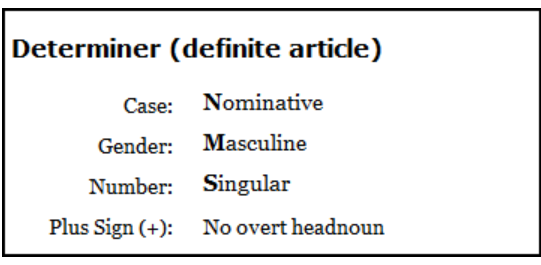 Determiner (definite article)
Case: Nominative
Gender: Masculine
Number: Singular
Plus Sign (+): No overt headnoun